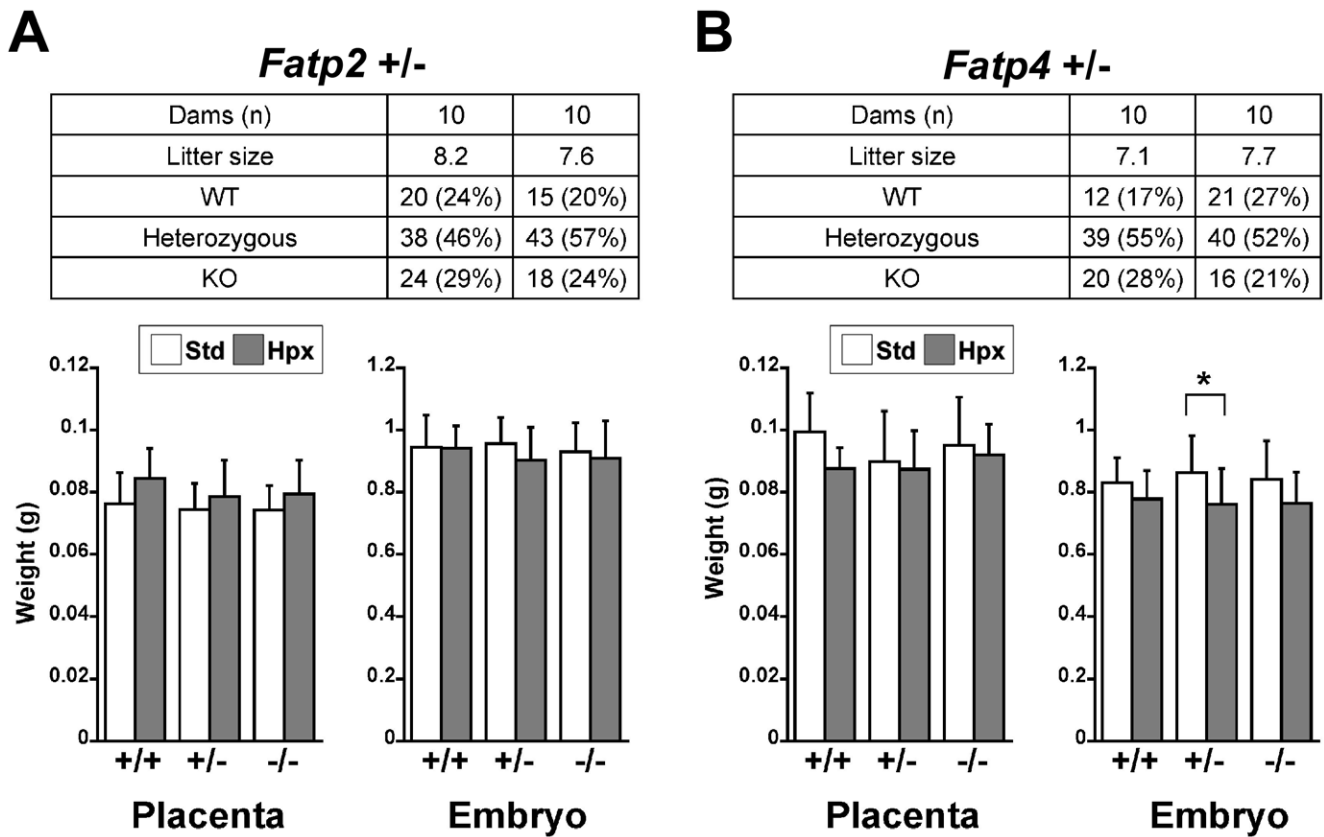 A
Fatp2 +/-
Dams (n) 10 10
Litter size 8.2 7.6
WT 20 (24%) 15 (20%)
Heterozygous 38 (46%) 43 (57%)
KO 24 (29%) 18 (24%)
Std Hpx
Weight (g)
0.12
0.1
0.08
0.06
0.04
0.02
0
+/+ +/- -/-
Placenta
1.2
1
0.8
0.6
0.4
0.2
0
+/+ +/- -/-
Embryo
B
Fatp4 +/-
Dams (n) 10 10
Litter size 7.1 7.7
WT 12 (17%) 21 (27%)
Heterozygous 39 (55%) 40 (52%)
KO 20 (28%) 16 (21%)
Std Hpx
Weight (g)
0.12
0.1
0.08
0.06
0.04
0.02
0
+/+ +/- -/-
Placenta
1.2
1
0.8
0.6
0.4
0.2
0
*
+/+ +/- -/-
Embryo